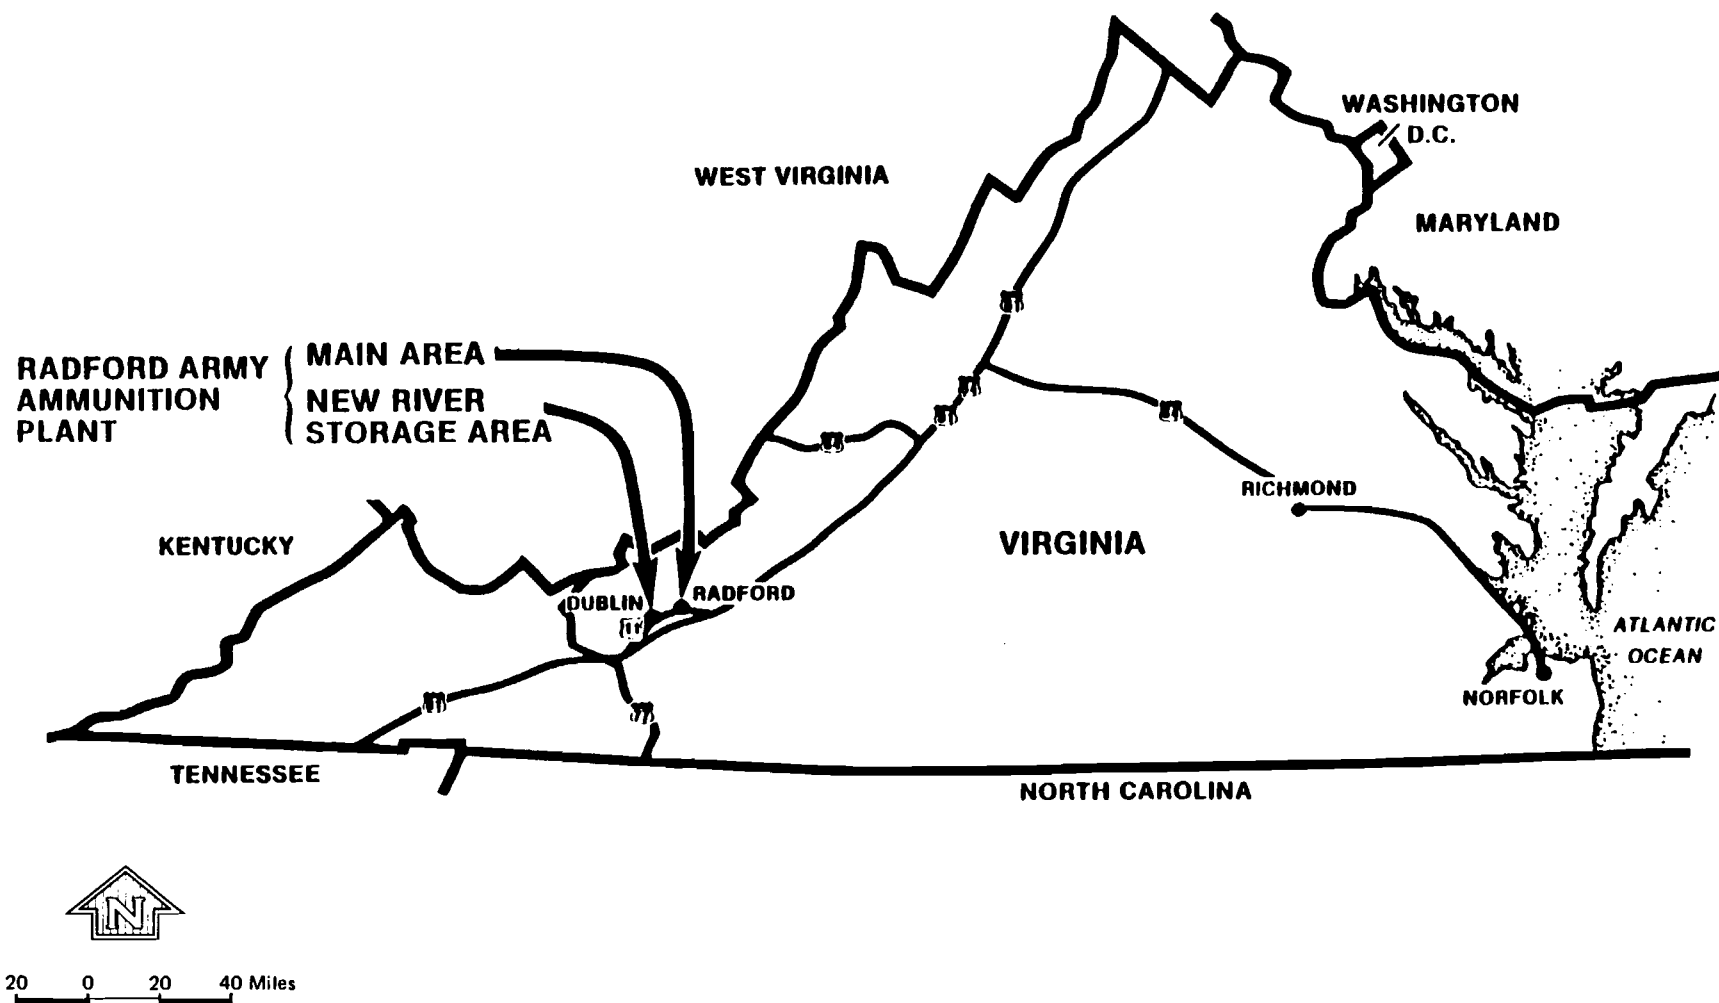 WASHINGTON
D.C.
WEST VIRGINIA
MARYLAND
RADFORD ARMY
AMMUNITION
PLANT
MAIN AREA
NEW RIVER
STORAGE AREA
RICHMOND
KENTUCKY
VIRGINIA
DUBLIN
RADFORD
ATLANTIC
OCEAN
NORFOLK
TENNESSEE
NORTH CAROLINA
N
20 0 20 40 Miles